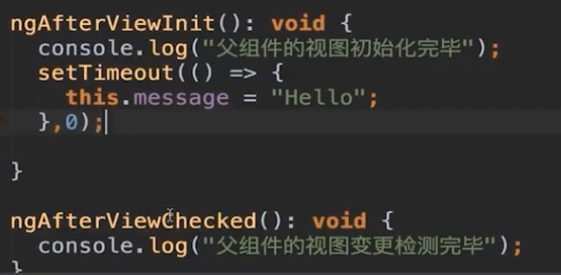 ngAfterViewInit(): void {
console.log("父组件的视图初始化完毕");
setTimeout(() => {
this.message = "Hello";
},0);
}
ngAfterViewChecked(): void {
console.log("父组件的视图变更检测完毕");
}